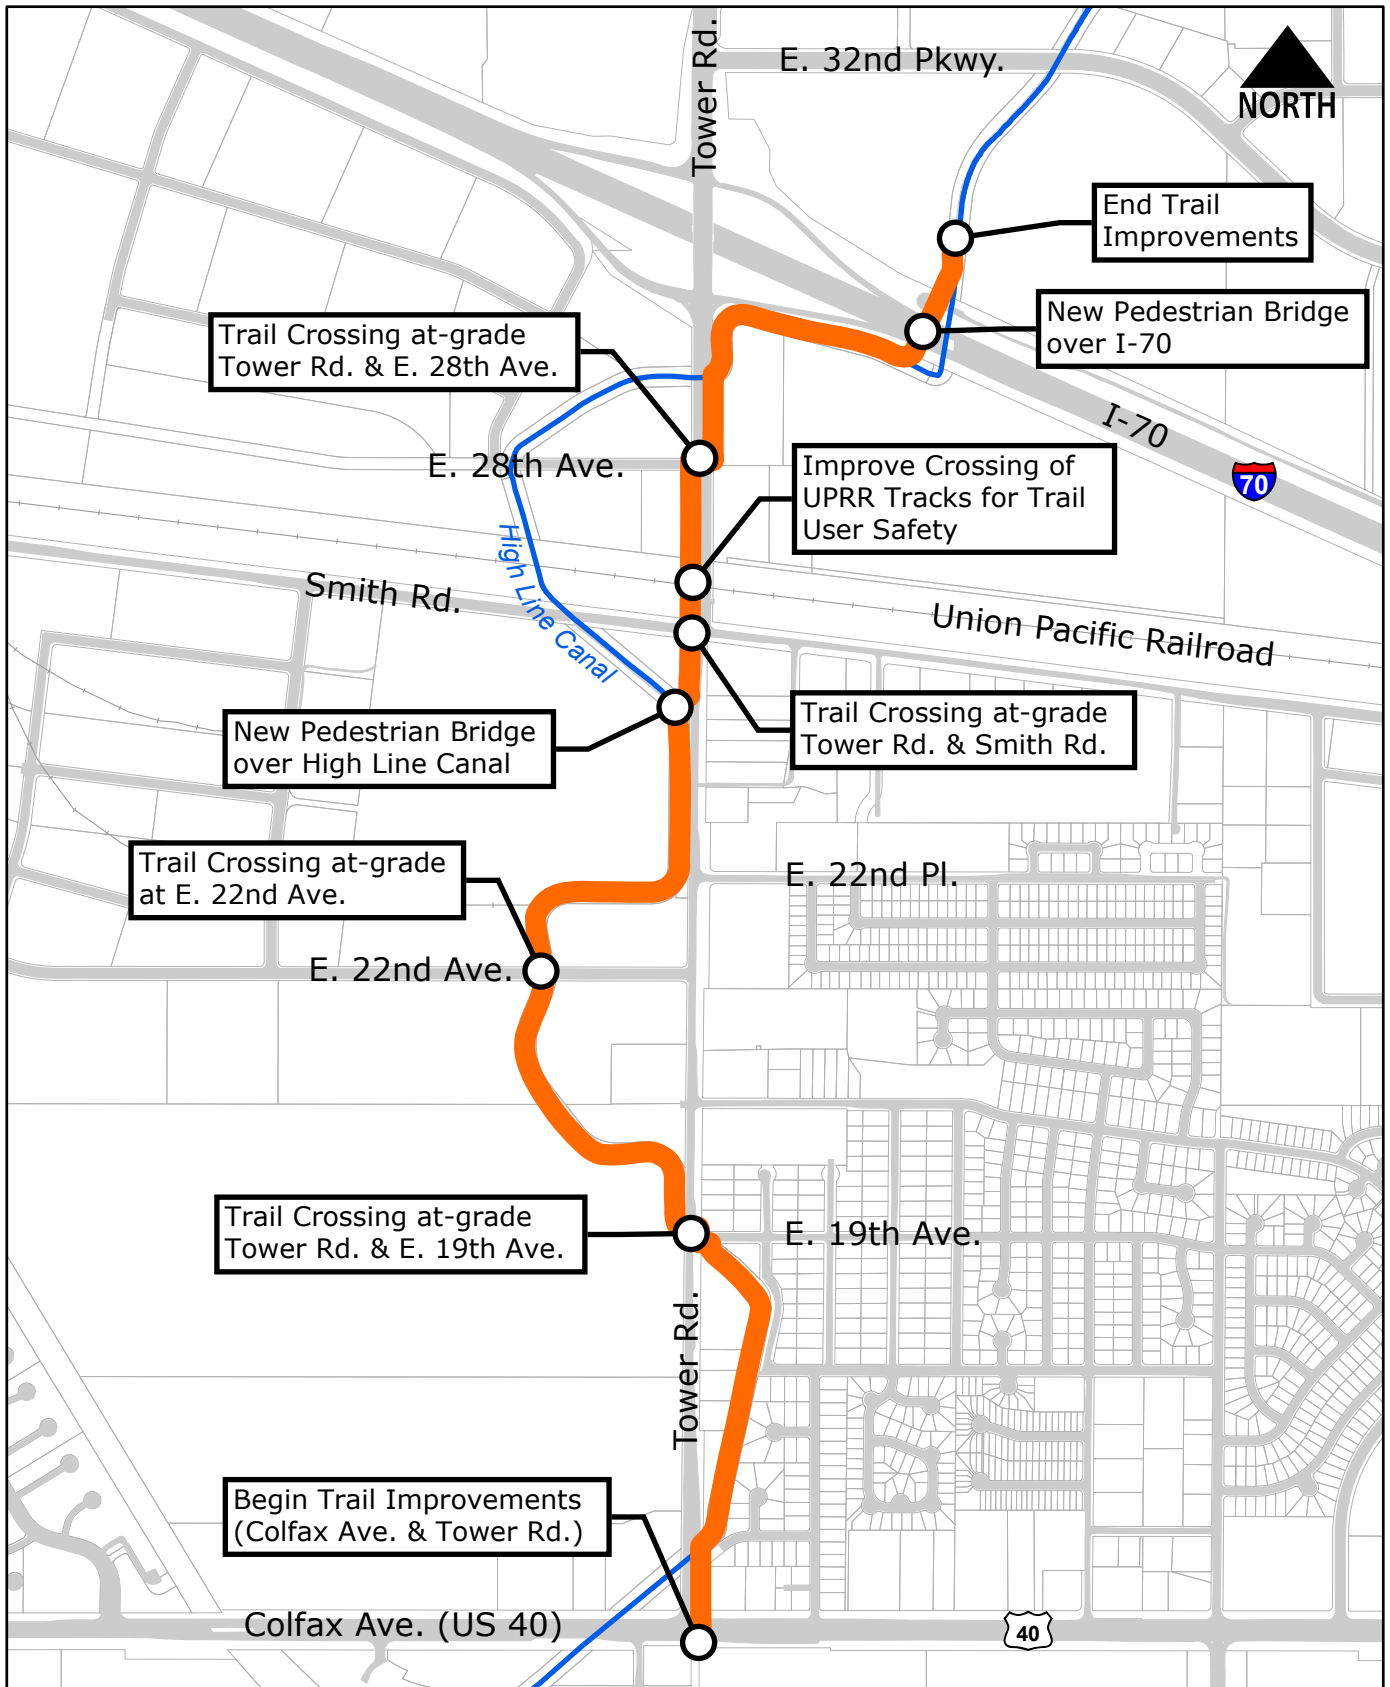 Tower Rd.
E. 32nd Pkwy.
NORTH
End Trail
Improvements
New Pedestrian Bridge
over I-70
Trail Crossing at-grade
Tower Rd. & E. 28th Ave.
I-70
70
E. 28th Ave.
Improve Crossing of
UPRR Tracks for Trail
User Safety
High Line Canal
Smith Rd.
Union Pacific Railroad
New Pedestrian Bridge
over High Line Canal
Trail Crossing at-grade
Tower Rd. & Smith Rd.
Trail Crossing at-grade
at E. 22nd Ave.
E. 22nd Pl.
E. 22nd Ave.
Trail Crossing at-grade
Tower Rd. & E. 19th Ave.
E. 19th Ave.
Tower Rd.
Begin Trail Improvements
(Colfax Ave. & Tower Rd.)
Colfax Ave. (US 40)
40